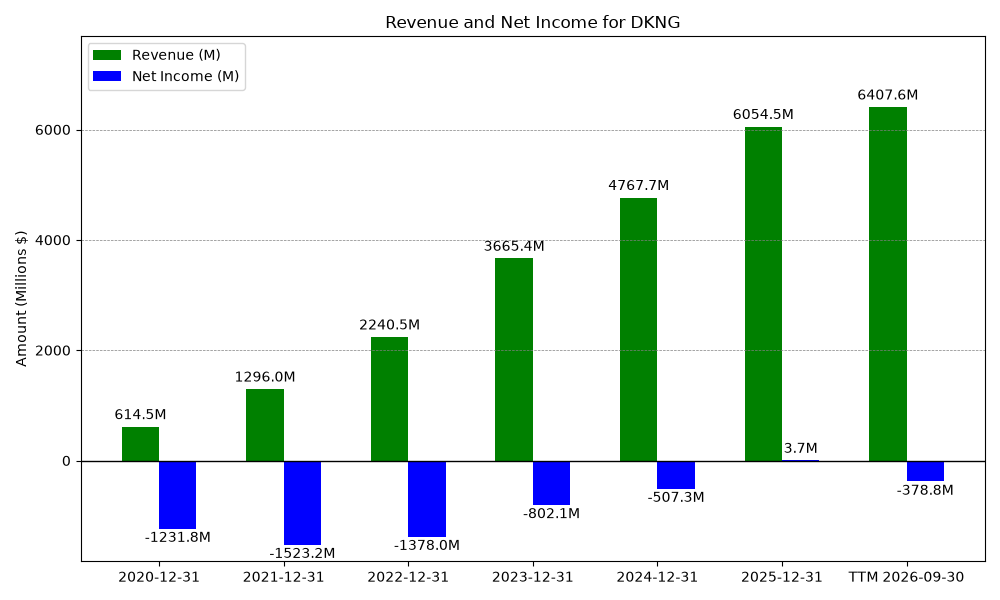 Revenue and Net Income for DKNG
Revenue (M)
Net Income (M)
Amount (Millions $)
6000
4000
2000
0
614.5M
1296.0M
2240.5M
3665.4M
4767.7M
6054.5M
6407.6M
-1231.8M
-1523.2M
-1378.0M
-802.1M
-507.3M
3.7M
-378.8M
2020-12-31
2021-12-31
2022-12-31
2023-12-31
2024-12-31
2025-12-31
TTM 2026-09-30